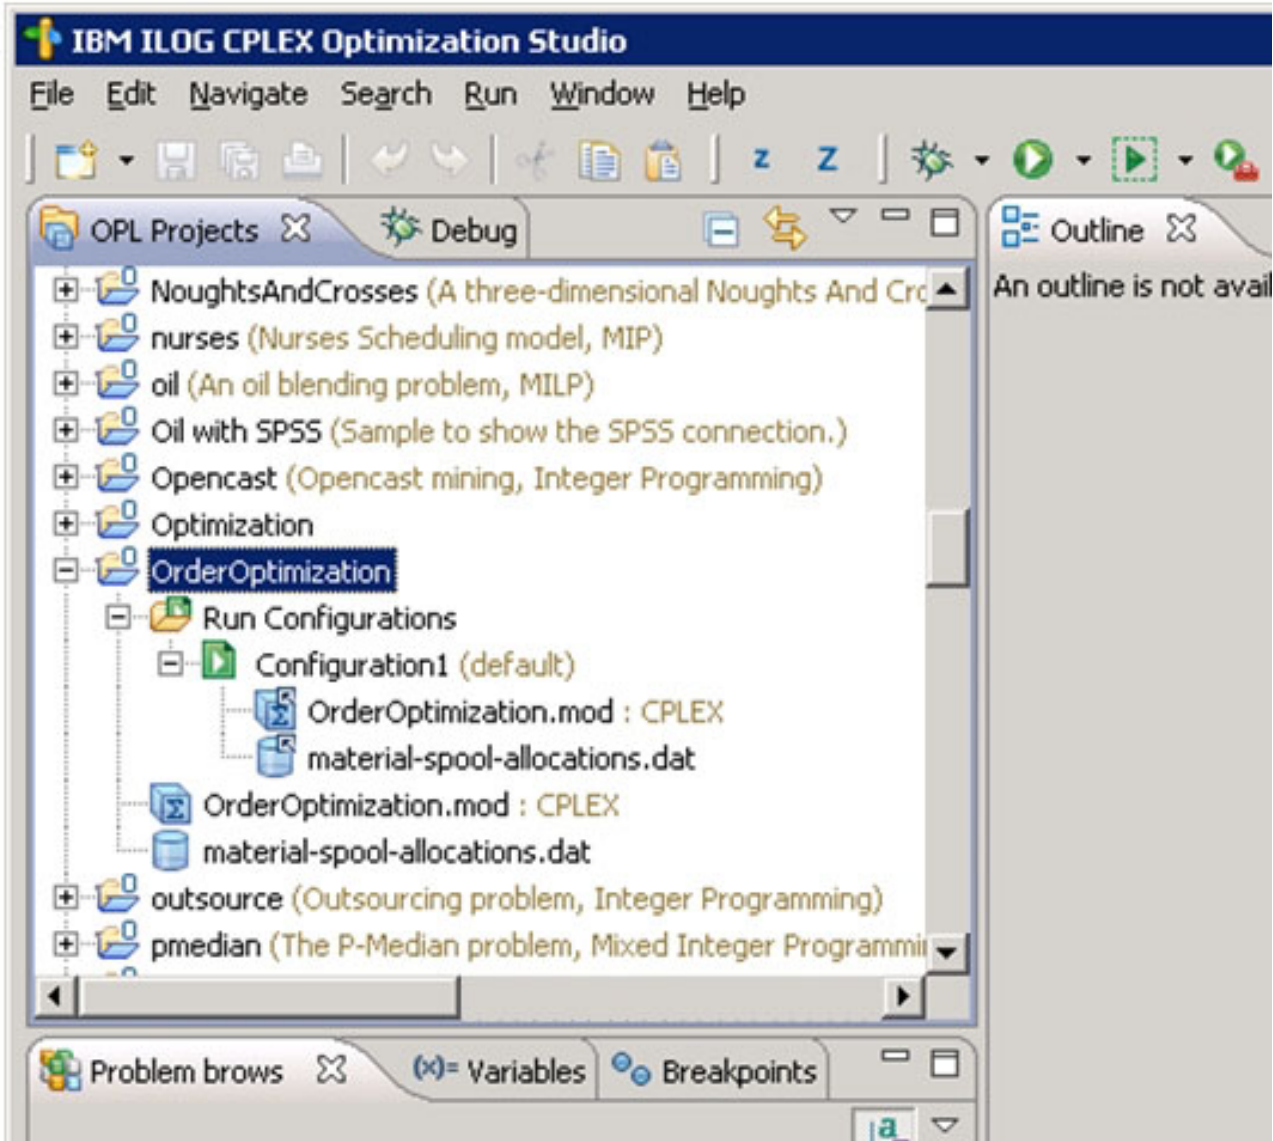 IBM ILOG CPLEX Optimization Studio
File Edit Navigate Search Run Window Help
z Z
OPL Projects Debug Outline
An outline is not avail
NoughtsAndCrosses (A three-dimensional Noughts And Crc
nurses (Nurses Scheduling model, MIP)
oil (An oil blending problem, MILP)
Oil with SPSS (Sample to show the SPSS connection.)
Opencast (Opencast mining, Integer Programming)
Optimization
OrderOptimization
Run Configurations
Configuration1 (default)
OrderOptimization.mod : CPLEX
material-spool-allocations.dat
OrderOptimization.mod : CPLEX
material-spool-allocations.dat
outsource (Outsourcing problem, Integer Programming)
pmedian (The P-Median problem, Mixed Integer Programmin
Problem brows (x)= Variables Breakpoints
a